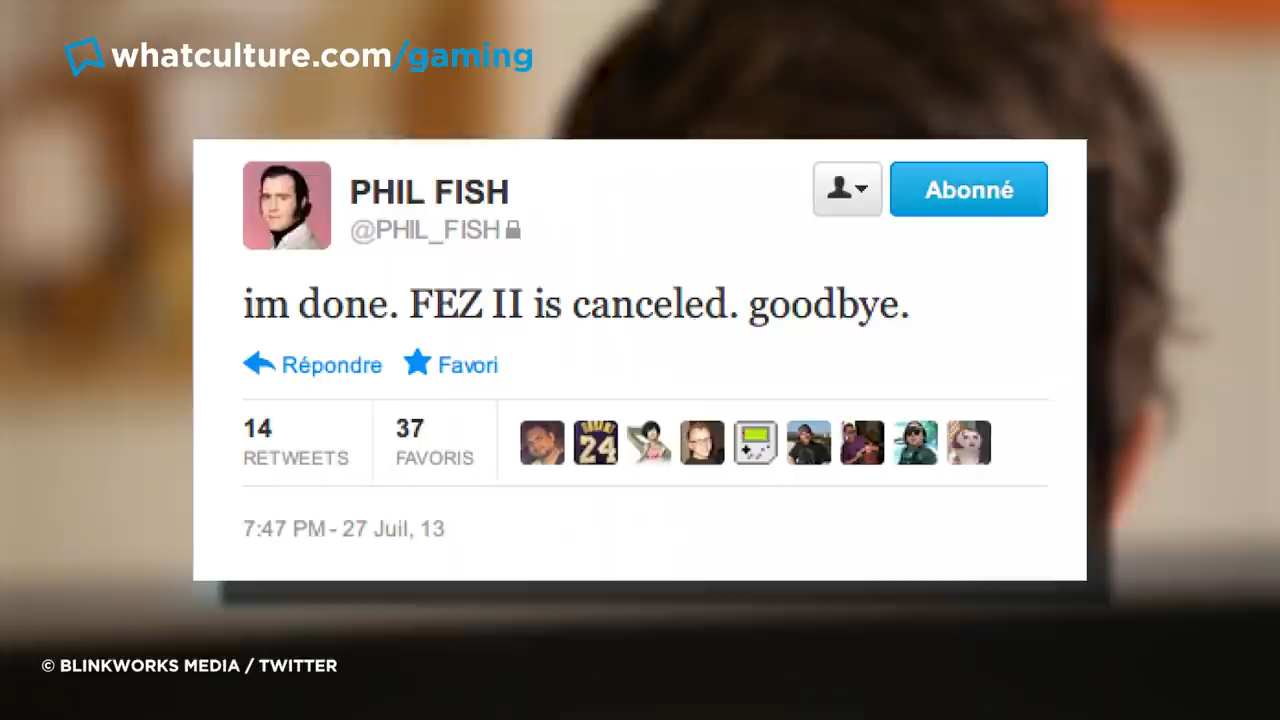 whatculture.com/gaming
PHIL FISH
@PHIL_FISH
Abonné
im done. FEZ II is canceled. goodbye.
Répondre Favori
14 37
RETWEETS FAVORIS
24
7:47 PM - 27 Juil, 13
© BLINKWORKS MEDIA / TWITTER